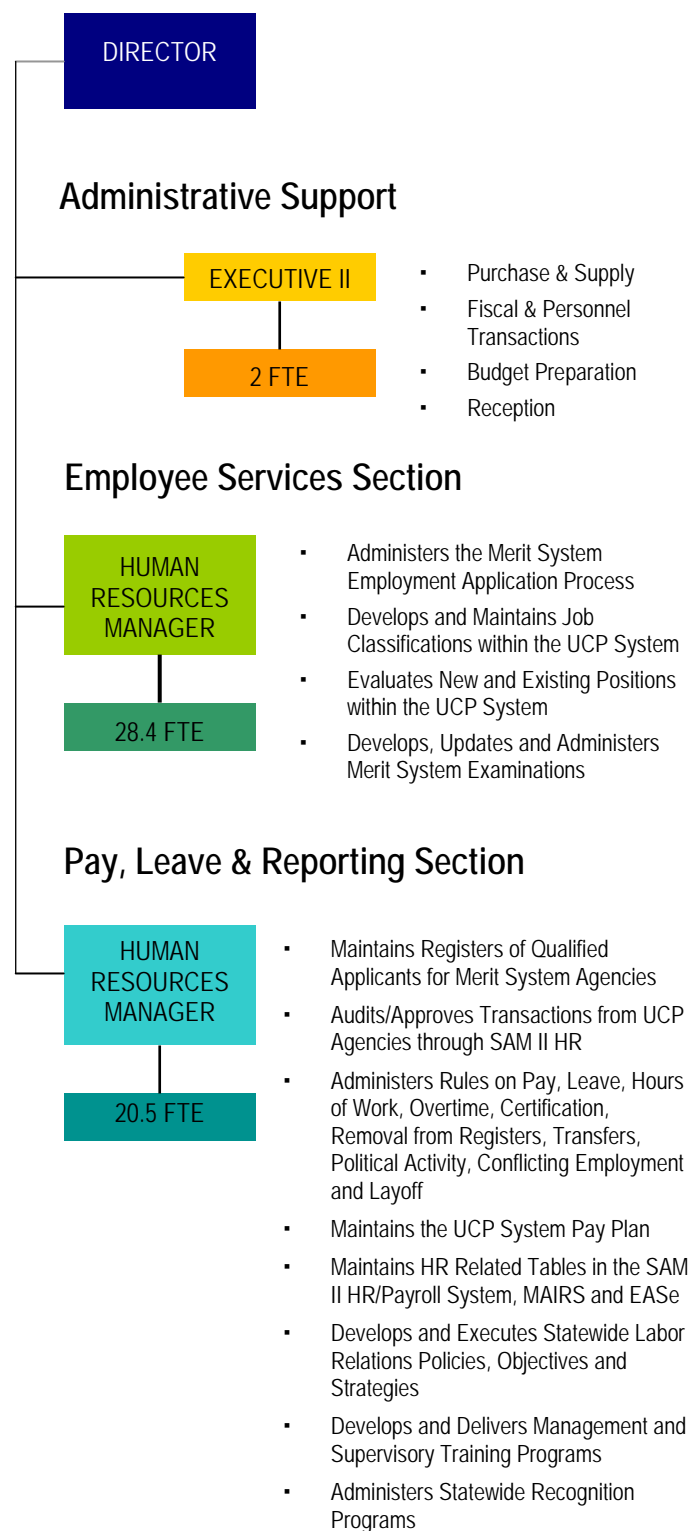 DIRECTOR
Administrative Support
EXECUTIVE II
2 FTE
▪ Purchase & Supply
▪ Fiscal & Personnel
Transactions
▪ Budget Preparation
▪ Reception
Employee Services Section
HUMAN
RESOURCES
MANAGER
28.4 FTE
▪ Administers the Merit System
Employment Application Process
▪ Develops and Maintains Job
Classifications within the UCP System
▪ Evaluates New and Existing Positions
within the UCP System
▪ Develops, Updates and Administers
Merit System Examinations
Pay, Leave & Reporting Section
HUMAN
RESOURCES
MANAGER
20.5 FTE
▪ Maintains Registers of Qualified
Applicants for Merit System Agencies
▪ Audits/Approves Transactions from UCP
Agencies through SAM II HR
▪ Administers Rules on Pay, Leave, Hours
of Work, Overtime, Certification,
Removal from Registers, Transfers,
Political Activity, Conflicting Employment
and Layoff
▪ Maintains the UCP System Pay Plan
▪ Maintains HR Related Tables in the SAM
II HR/Payroll System, MAIRS and EASe
▪ Develops and Executes Statewide Labor
Relations Policies, Objectives and
Strategies
▪ Develops and Delivers Management and
Supervisory Training Programs
▪ Administers Statewide Recognition
Programs